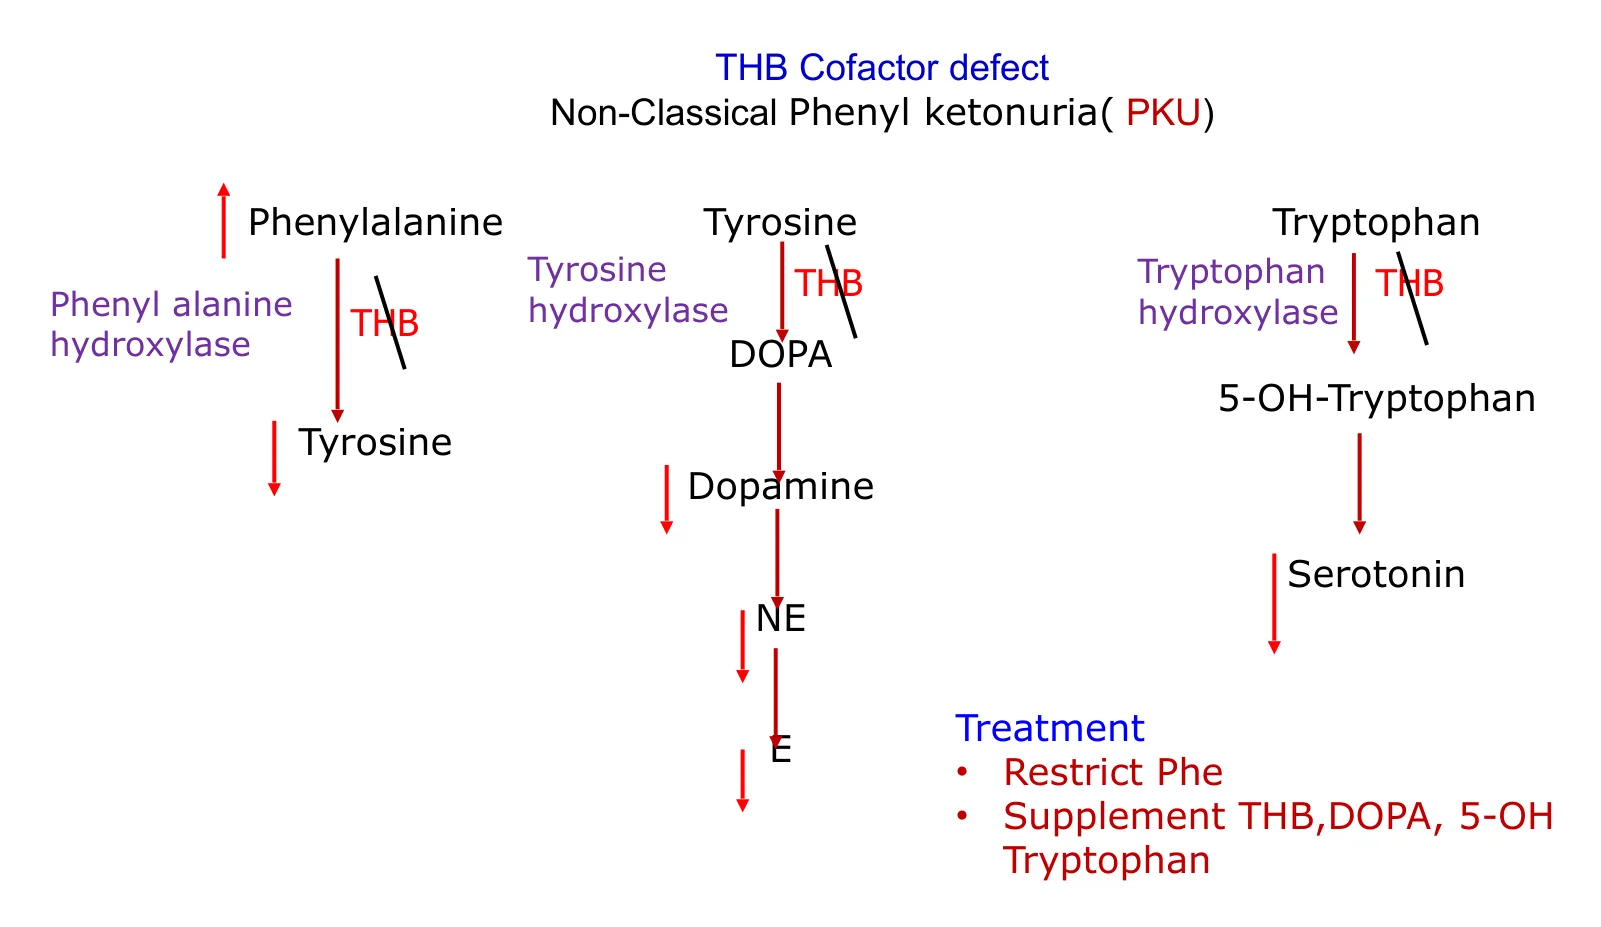 THB Cofactor defect
Non-Classical Phenyl ketonuria( PKU)
Phenylalanine
Phenyl alanine
hydroxylase
THB
Tyrosine
Tyrosine
Tyrosine
hydroxylase
THB
DOPA
Dopamine
NE
E
Tryptophan
Tryptophan
hydroxylase
THB
5-OH-Tryptophan
Serotonin
Treatment
• Restrict Phe
• Supplement THB,DOPA, 5-OH
Tryptophan